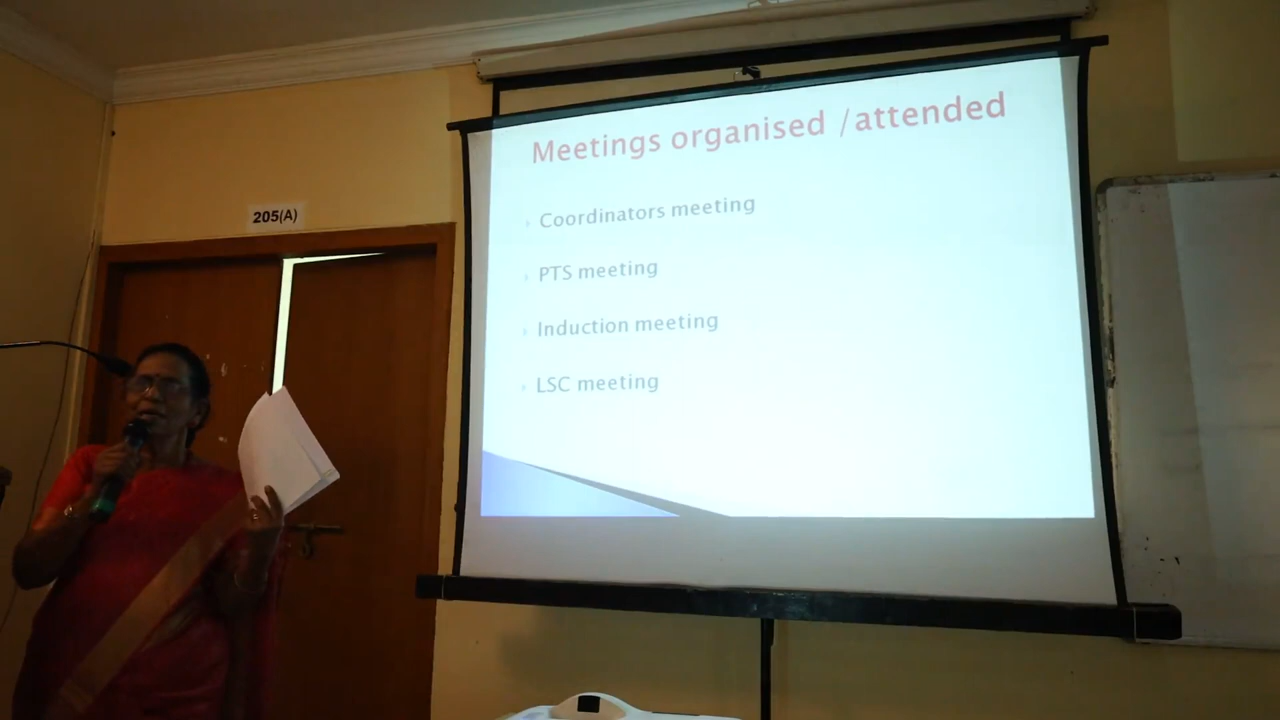 Meetings organised /attended
Coordinators meeting
PTS meeting
Induction meeting
LSC meeting
205(A)